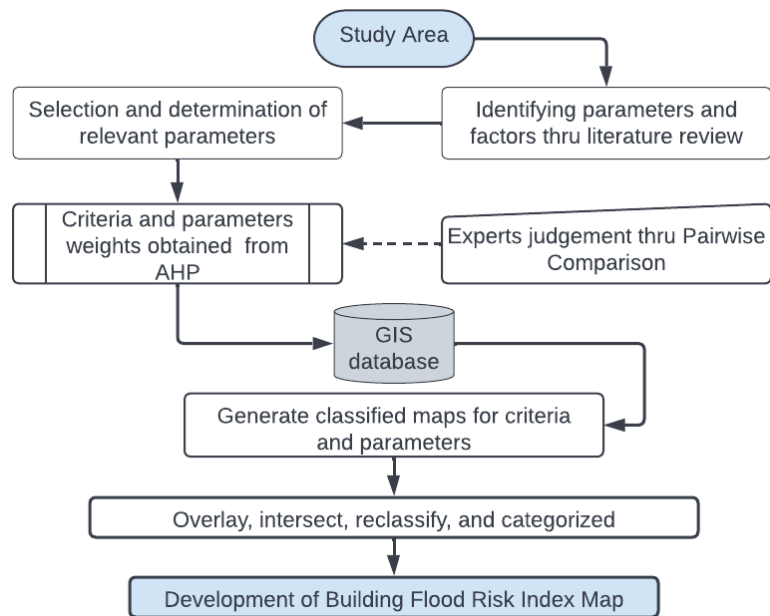 Study Area
Identifying parameters and
factors thru literature review
Selection and determination of
relevant parameters
Criteria and parameters
weights obtained from
AHP
Experts judgement thru Pairwise
Comparison
GIS
database
Generate classified maps for criteria
and parameters
Overlay, intersect, reclassify, and categorized
Development of Building Flood Risk Index Map